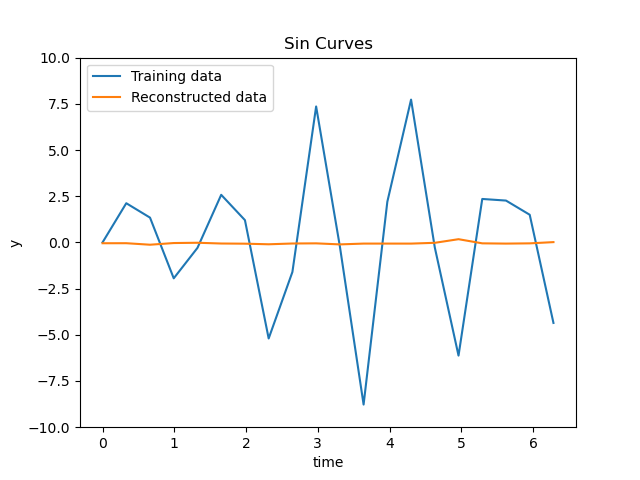 Sin Curves
Training data
Reconstructed data
10.0
7.5
5.0
2.5
0.0
−2.5
−5.0
−7.5
−10.0
y
0 1 2 3 4 5 6
time